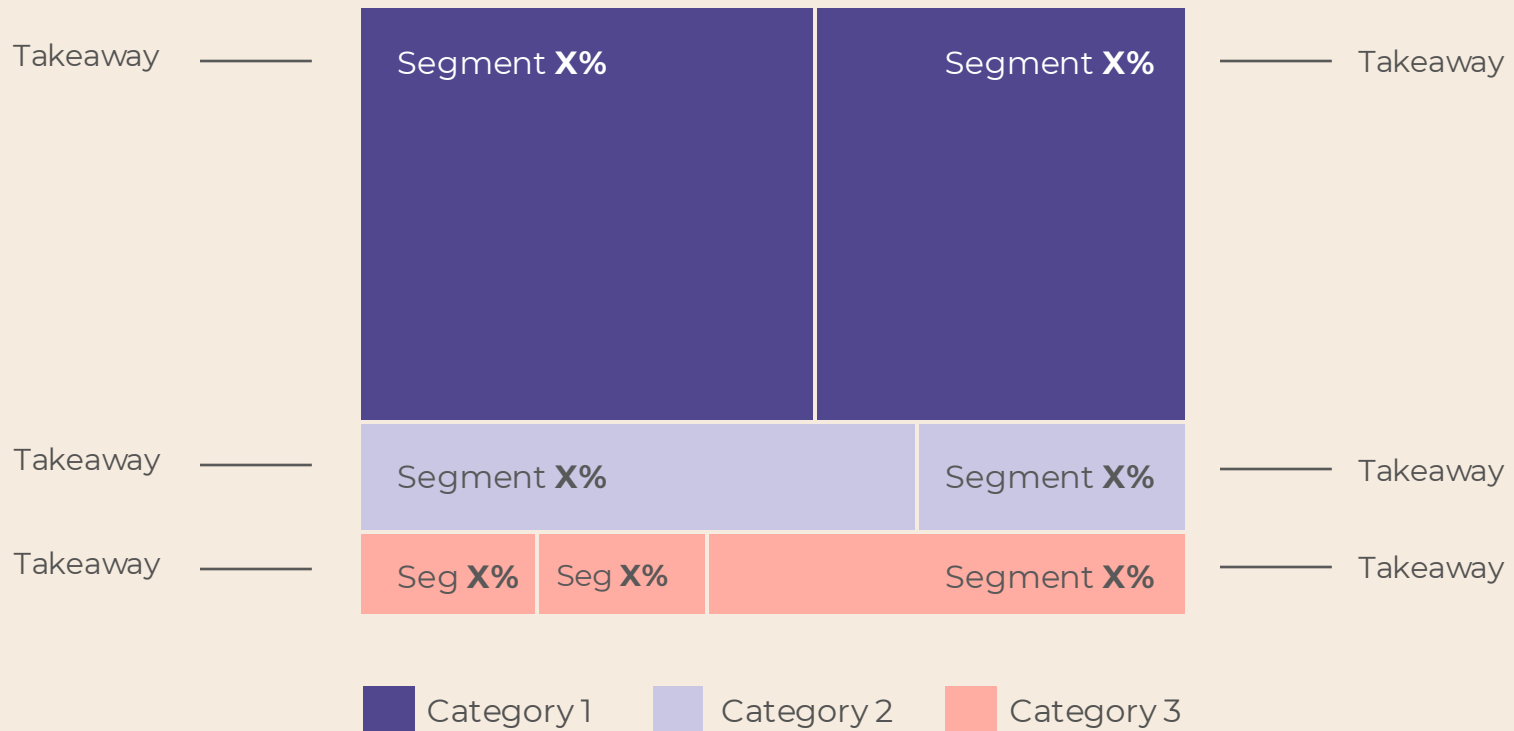 Takeaway
Segment X%
Segment X%
Takeaway
Takeaway
Segment X%
Segment X%
Takeaway
Takeaway
Seg X%
Seg X%
Segment X%
Takeaway
Category 1
Category 2
Category 3